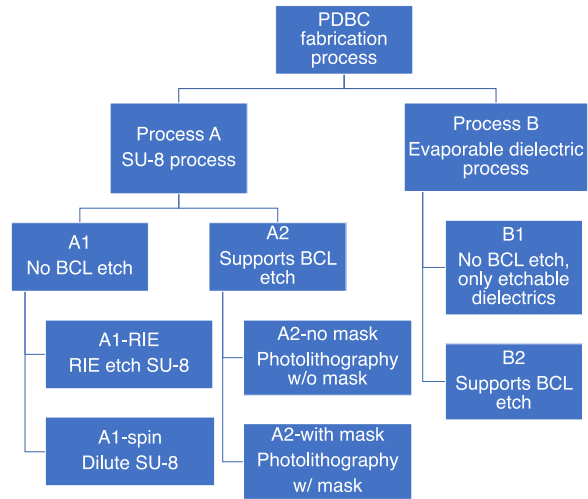 PDBC
fabrication
process
Process A
SU-8 process
Process B
Evaporable dielectric
process
A1
No BCL etch
A2
Supports BCL
etch
B1
No BCL etch,
only etchable
dielectrics
A1-RIE
RIE etch SU-8
A2-no mask
Photolithography
w/o mask
B2
Supports BCL
etch
A1-spin
Dilute SU-8
A2-with mask
Photolithography
w/ mask